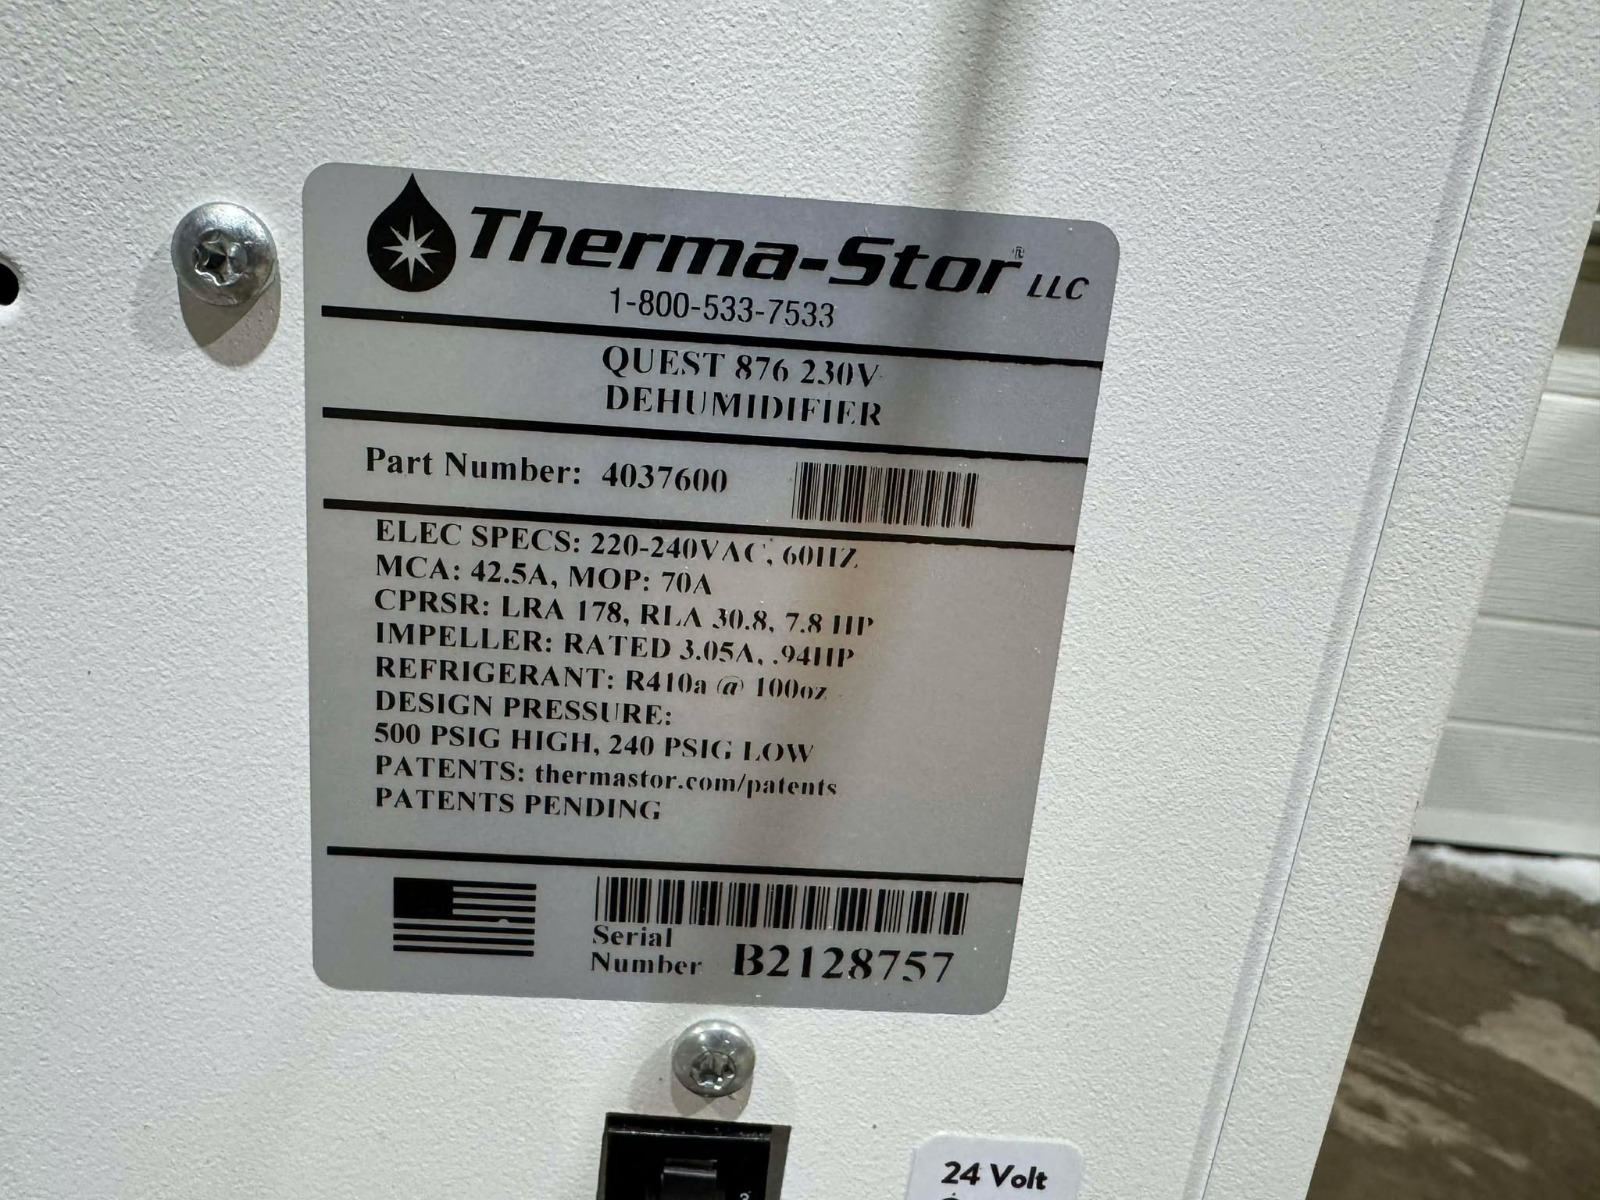 Therma-Stor® LLC
1-800-533-7533
QUEST 876 230V
DEHUMIDIFIER
Part Number: 4037600
ELEC SPECS: 220-240VAC, 60HZ
MCA: 42.5A, MOP: 70A
CPRSR: LRA 178, RLA 30.8, 7.8 HP
IMPELLER: RATED 3.05A, .94HP
REFRIGERANT: R410a @ 100oz
DESIGN PRESSURE:
500 PSIG HIGH, 240 PSIG LOW
PATENTS: thermastor.com/patents
PATENTS PENDING
Serial
Number B2128757
24 Volt